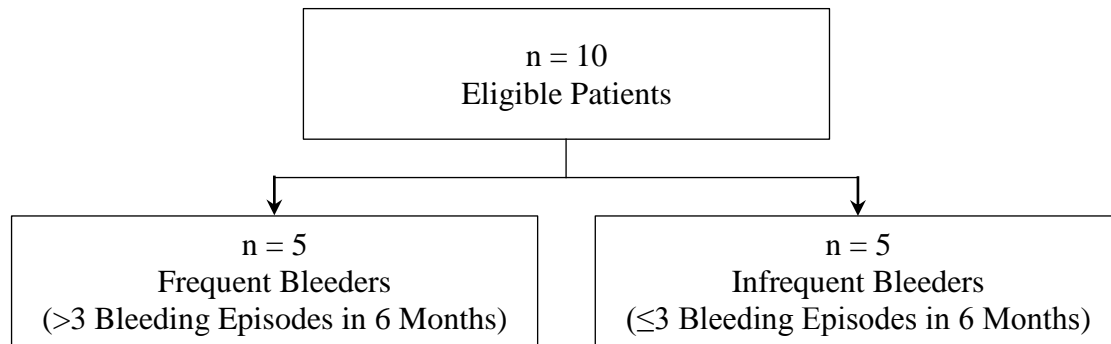 n = 10
Eligible Patients
n = 5
Frequent Bleeders
(>3 Bleeding Episodes in 6 Months)
n = 5
Infrequent Bleeders
(≤3 Bleeding Episodes in 6 Months)